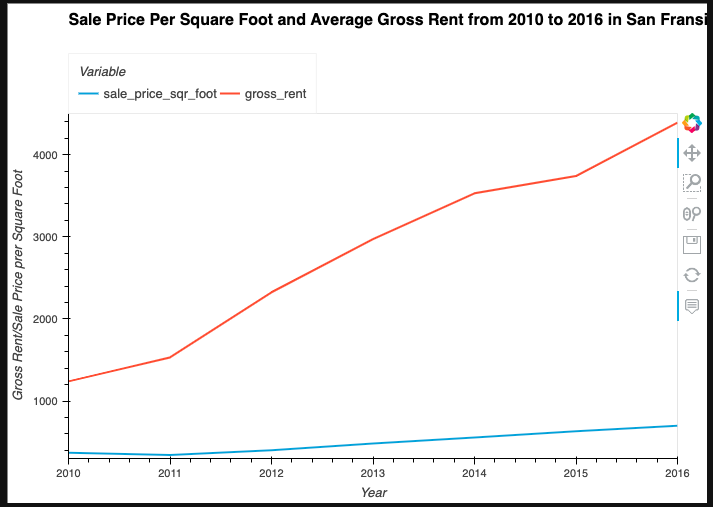 Sale Price Per Square Foot and Average Gross Rent from 2010 to 2016 in San Fransi
Variable
sale_price_sqr_foot gross_rent
4000
3000
2000
1000
Gross Rent/Sale Price prer Square Foot
2010 2011 2012 2013 2014 2015 2016
Year